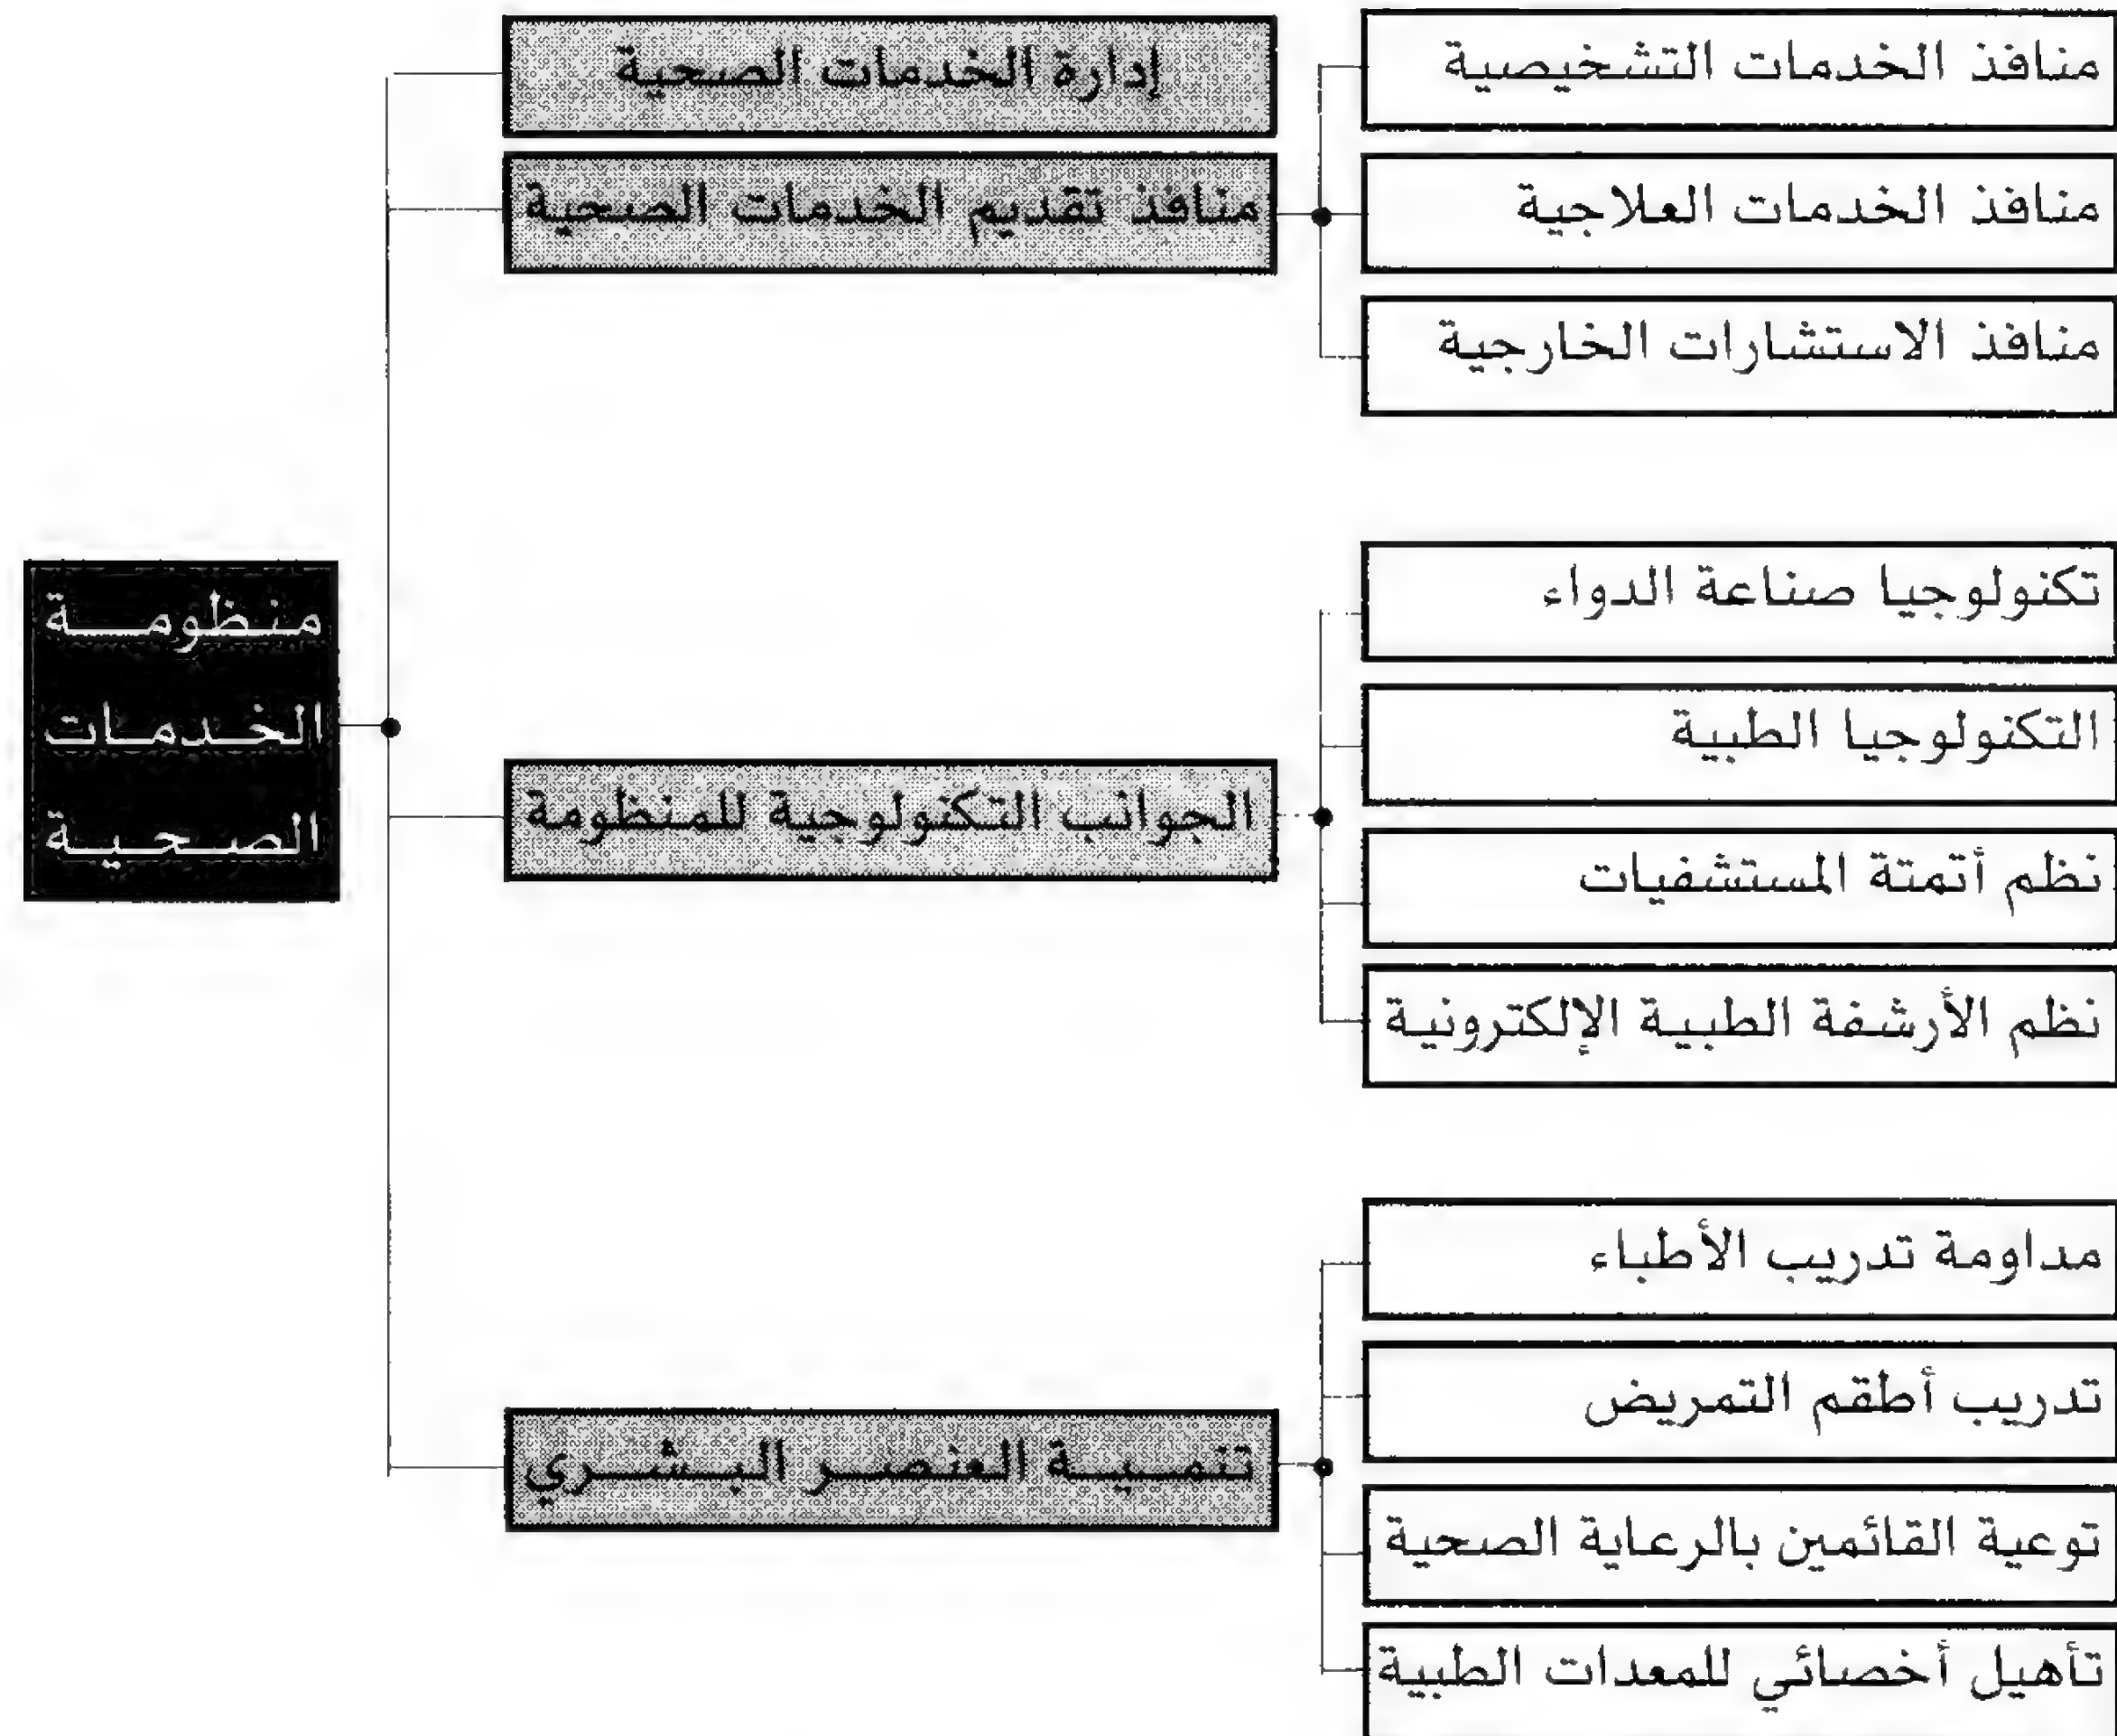 منظومة
الخدمات
الصحية
إدارة الخدمات الصحية
منافذ تقديم الخدمات الصحية
منافذ الخدمات التشخيصية
منافذ الخدمات العلاجية
منافذ الاستشارات الخارجية
الجوانب التكنولوجية للمنظومة
تكنولوجيا صناعة الدواء
التكنولوجيا الطبية
نظم أتمتة المستشفيات
نظم الأرشفة الطبية الإلكترونية
تنمية العنصر البشري
مداومة تدريب الأطباء
تدريب أطقم التمريض
توعية القائمين بالرعاية الصحية
تأهيل أخصائي للمعدات الطبية